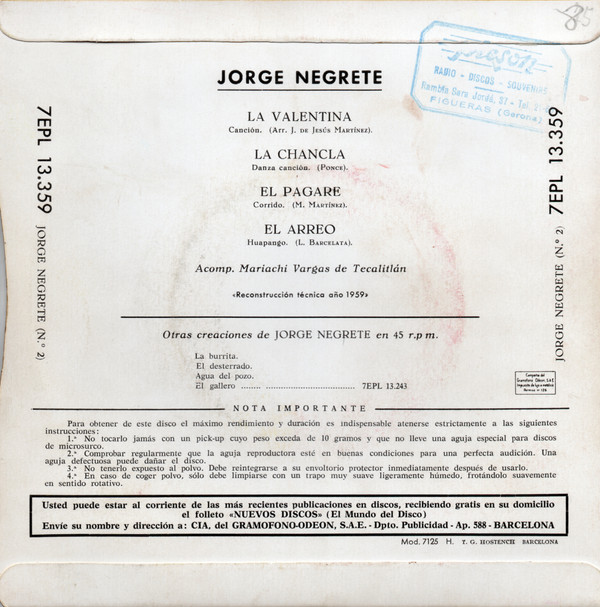 85
RADIO - DISCOS - SOUVENIRS
Rambla Sara Jordá, 27 - Tel.
FIGUERAS (Gerona)
JORGE NEGRETE
LA VALENTINA
Canción. (Arr. J. DE JESÚS MARTÍNEZ).
LA CHANCLA
Danza canción. (PONCE).
EL PAGARE
Corrido. (M. MARTÍNEZ).
EL ARREO
Huapango. (L. BARCELATA).
Acomp. Mariachi Vargas de Tecalitlán
«Reconstrucción técnica año 1959»
7EPL 13.359
JORGE NEGRETE (N.º 2)
7EPL 13.359
JORGE NEGRETE (N.º 2)
Otras creaciones de JORGE NEGRETE en 45 r.p m.
La burrita.
El desterrado.
Agua del pozo.
El gallero ........ ........................................ 7EPL 13.243
Compañía del
Gramófono Odeon, S.A.E.
NOTA IMPORTANTE
Para obtener de este disco el máximo rendimiento y duración es indispensable atenerse estrictamente a las siguientes
instrucciones:
1.ª No tocarlo jamás con un pick-up cuyo peso exceda de 10 gramos y que no lleve una aguja especial para discos
de microsurco.
2.ª Comprobar regularmente que la aguja reproductora esté en buenas condiciones para una perfecta audición. Una
aguja defectuosa puede dañar el disco.
3.ª No tenerlo expuesto al polvo. Debe reintegrarse a su envoltorio protector inmediatamente después de usarlo.
4.ª En caso de coger polvo, sólo debe limpiarse con un trapo muy suave ligeramente húmedo, frotándolo suavemente
en sentido rotativo.
Usted puede estar al corriente de las más recientes publicaciones en discos, recibiendo gratis en su domicilio
el folleto «NUEVOS DISCOS» (El Mundo del Disco)
Envíe su nombre y dirección a: CIA, del GRAMOFONO-ODEON, S.A.E. - Dpto. Publicidad - Ap. 588 - BARCELONA
Mod. 7125 H. T. G. HOSTENCH BARCELONA